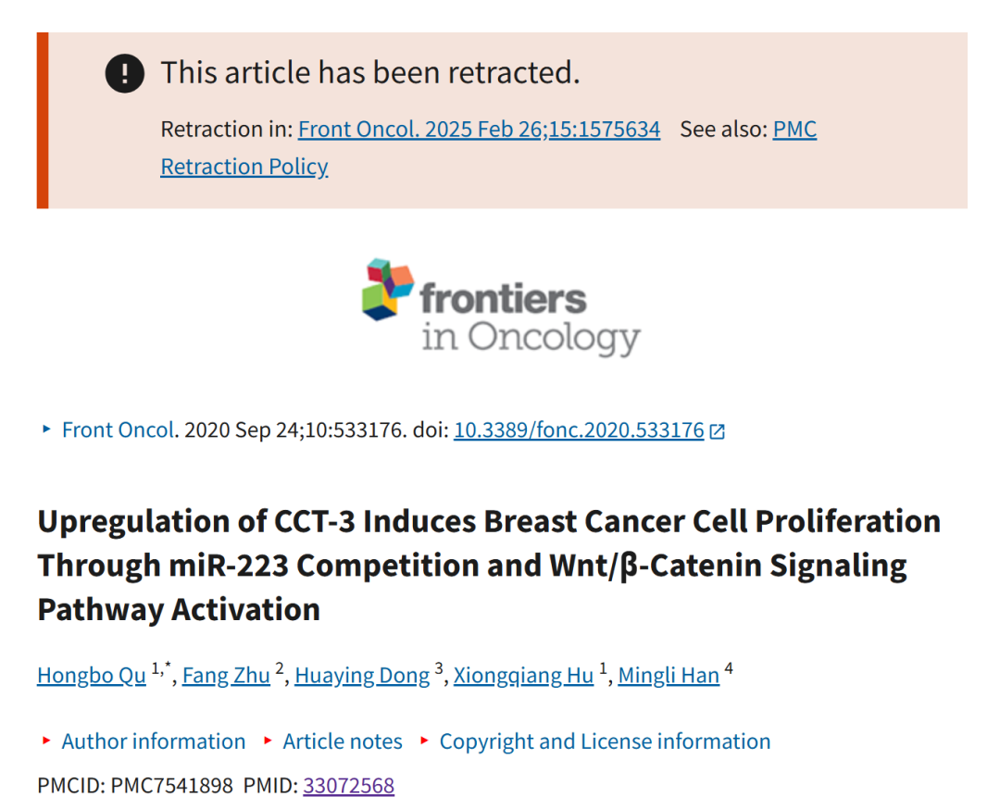 This article has been retracted.
Retraction in: Front Oncol. 2025 Feb 26;15:1575634 See also: PMC
Retraction Policy
frontiers
in Oncology
Front Oncol. 2020 Sep 24;10:533176. doi: 10.3389/fonc.2020.533176
Upregulation of CCT-3 Induces Breast Cancer Cell Proliferation
Through miR-223 Competition and Wnt/β-Catenin Signaling
Pathway Activation
Hongbo Qu 1,*, Fang Zhu 2, Huaying Dong 3, Xiongqiang Hu 1, Mingli Han 4
Author information Article notes Copyright and License information
PMCID: PMC7541898 PMID: 33072568